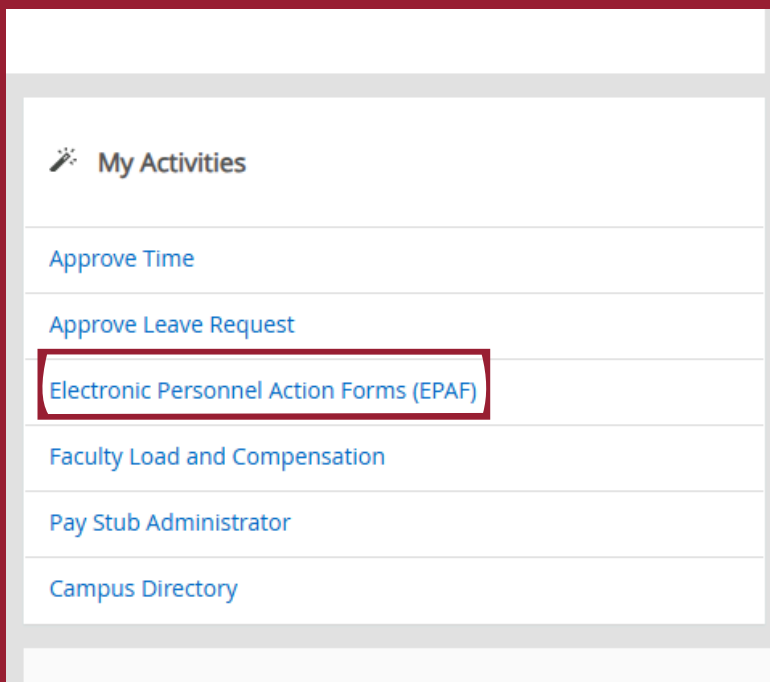 My Activities
Approve Time
Approve Leave Request
Electronic Personnel Action Forms (EPAF)
Faculty Load and Compensation
Pay Stub Administrator
Campus Directory